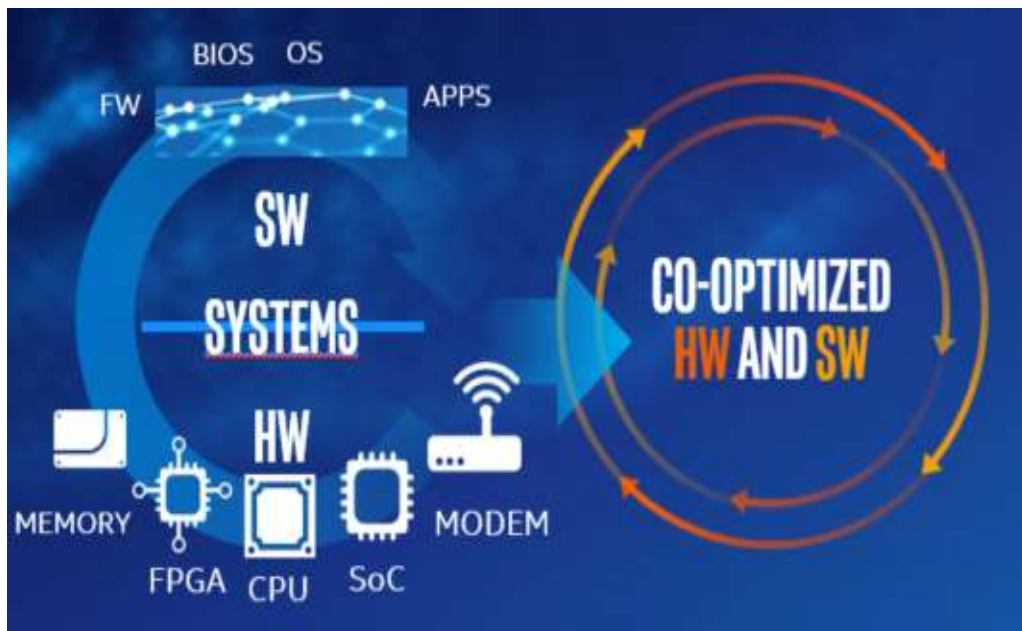 BIOS OS
FW
APPS
SW
SYSTEMS
HW
MEMORY
FPGA
CPU
SoC
MODEM
CO-OPTIMIZED
HW AND SW